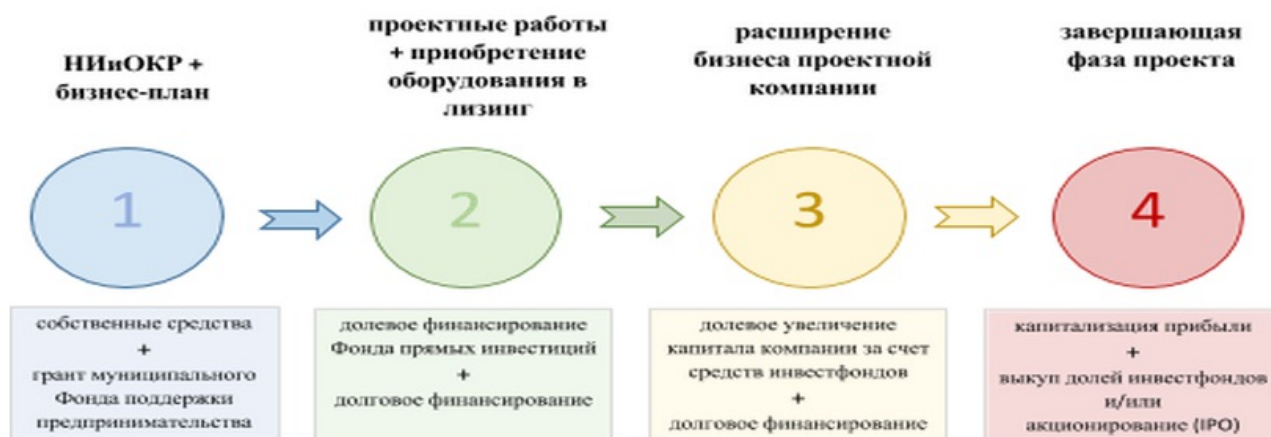 НИиОКР +
бизнес-план
1
собственные средства
+
грант муниципального
Фонда поддержки
предпринимательства
проектные работы
+ приобретение
оборудования в
лизинг
2
долевое финансирование
Фонда прямых инвестиций
+
долговое финансирование
расширение
бизнеса проектной
компании
3
долевое увеличение
капитала компании за счет
средств инвестфондов
+
долговое финансирование
завершающая
фаза проекта
4
капитализация прибыли
+
выкуп долей инвестфондов
и/или
акционирование (IPO)